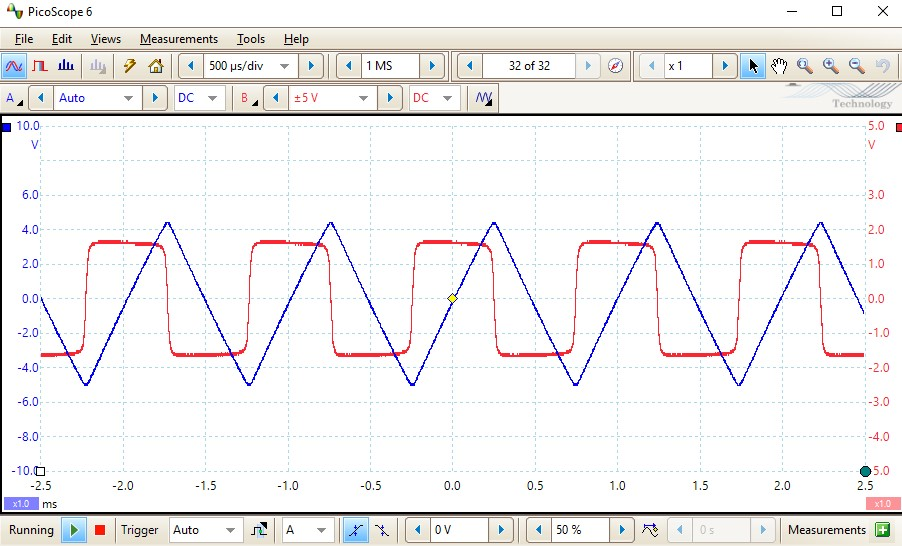 PicoScope 6
File Edit Views Measurements Tools Help
500 µs/div 1 MS 32 of 32 x 1
A Auto DC B ±5 V DC
Technology
10.0 5.0
V V
6.0 3.0
4.0 2.0
2.0 1.0
0.0 0.0
-2.0 -1.0
-4.0 -2.0
-6.0 -3.0
-8.0 -4.0
-10.0 5.0
-2.5 -2.0 -1.5 -1.0 -0.5 0.0 0.5 1.0 1.5 2.0 2.5
x1.0 ms x1.0
Running Trigger Auto A 0 V 50 % 0 s Measurements